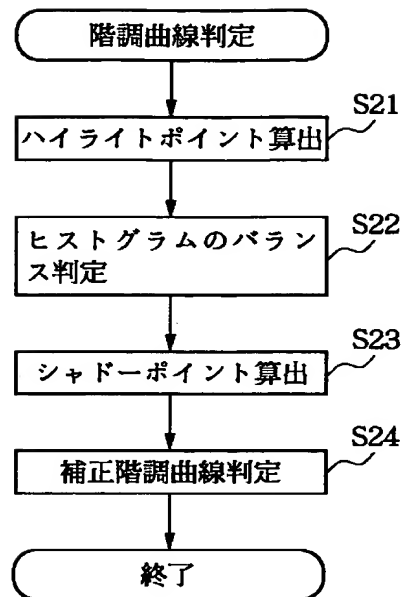 階調曲線判定
S21
ハイライトポイント算出
S22
ヒストグラムのバラン
ス判定
S23
シャドーポイント算出
S24
補正階調曲線判定
終了